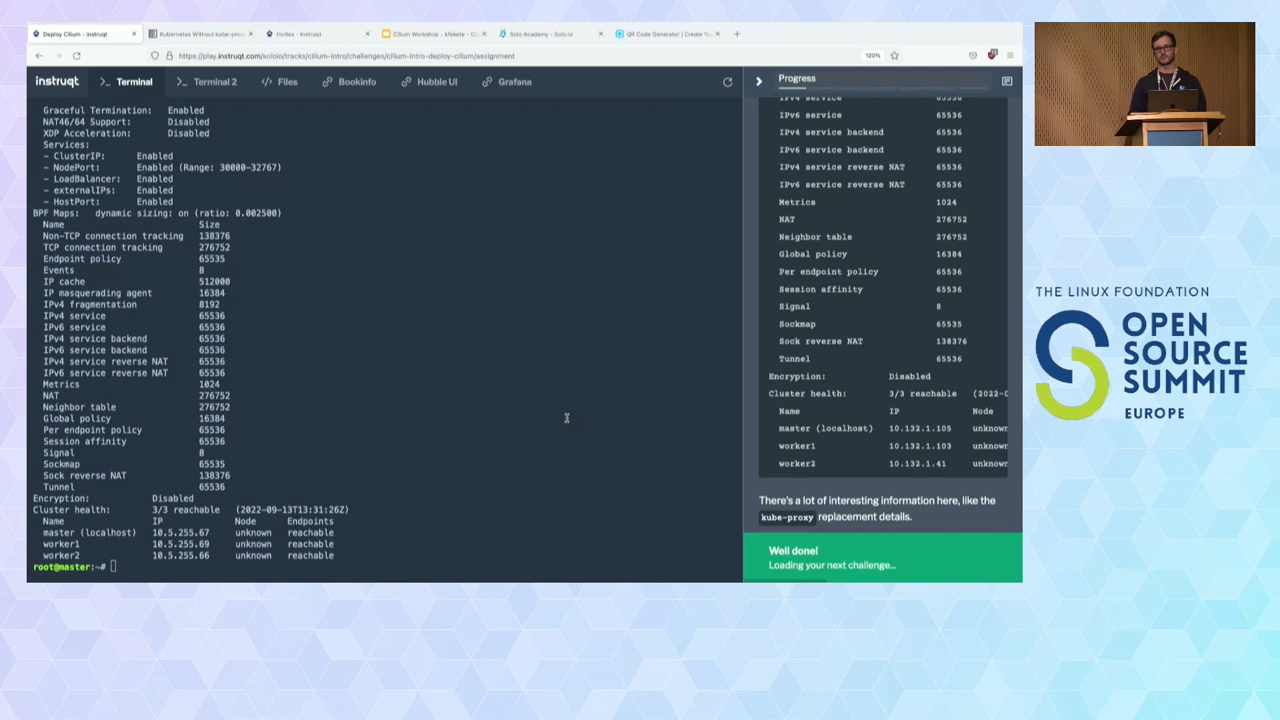 Deploy Cilium - Instruqt
Kubernetes Without kube-prox
Invites - Instruqt
Cilium Workshop - kfekete - Go
Solo Academy - Solo.io
QR Code Generator | Create Yo
https://play.instruqt.com/soloio/tracks/cilium-intro/challenges/cilium-intro-deploy-cilium/assignment
120%
instruqt
Terminal
Terminal 2
Files
Bookinfo
Hubble UI
Grafana
Progress
Graceful Termination: Enabled
NAT46/64 Support: Disabled
XDP Acceleration: Disabled
Services:
- ClusterIP: Enabled
- NodePort: Enabled (Range: 30000-32767)
- LoadBalancer: Enabled
- externalIPs: Enabled
- HostPort: Enabled
BPF Maps: dynamic sizing: on (ratio: 0.002500)
Name Size
Non-TCP connection tracking 138376
TCP connection tracking 276752
Endpoint policy 65535
Events 8
IP cache 512000
IP masquerading agent 16384
IPv4 fragmentation 8192
IPv4 service 65536
IPv6 service 65536
IPv4 service backend 65536
IPv6 service backend 65536
IPv4 service reverse NAT 65536
IPv6 service reverse NAT 65536
Metrics 1024
NAT 276752
Neighbor table 276752
Global policy 16384
Per endpoint policy 65536
Session affinity 65536
Signal 8
Sockmap 65535
Sock reverse NAT 138376
Tunnel 65536
Encryption: Disabled
Cluster health: 3/3 reachable (2022-09-13T13:31:26Z)
Name IP Node Endpoints
master (localhost) 10.5.255.67 unknown reachable
worker1 10.5.255.69 unknown reachable
worker2 10.5.255.66 unknown reachable
root@master:~#
IPv4 service 65536
IPv6 service 65536
IPv4 service backend 65536
IPv6 service backend 65536
IPv4 service reverse NAT 65536
IPv6 service reverse NAT 65536
Metrics 1024
NAT 276752
Neighbor table 276752
Global policy 16384
Per endpoint policy 65536
Session affinity 65536
Signal 8
Sockmap 65535
Sock reverse NAT 138376
Tunnel 65536
Encryption: Disabled
Cluster health: 3/3 reachable (2022-0
Name IP Node
master (localhost) 10.132.1.105 unknown
worker1 10.132.1.103 unknown
worker2 10.132.1.41 unknown
There's a lot of interesting information here, like the
kube-proxy replacement details.
Well done!
Loading your next challenge...
THE LINUX FOUNDATION
OPEN
SOURCE
SUMMIT
EUROPE